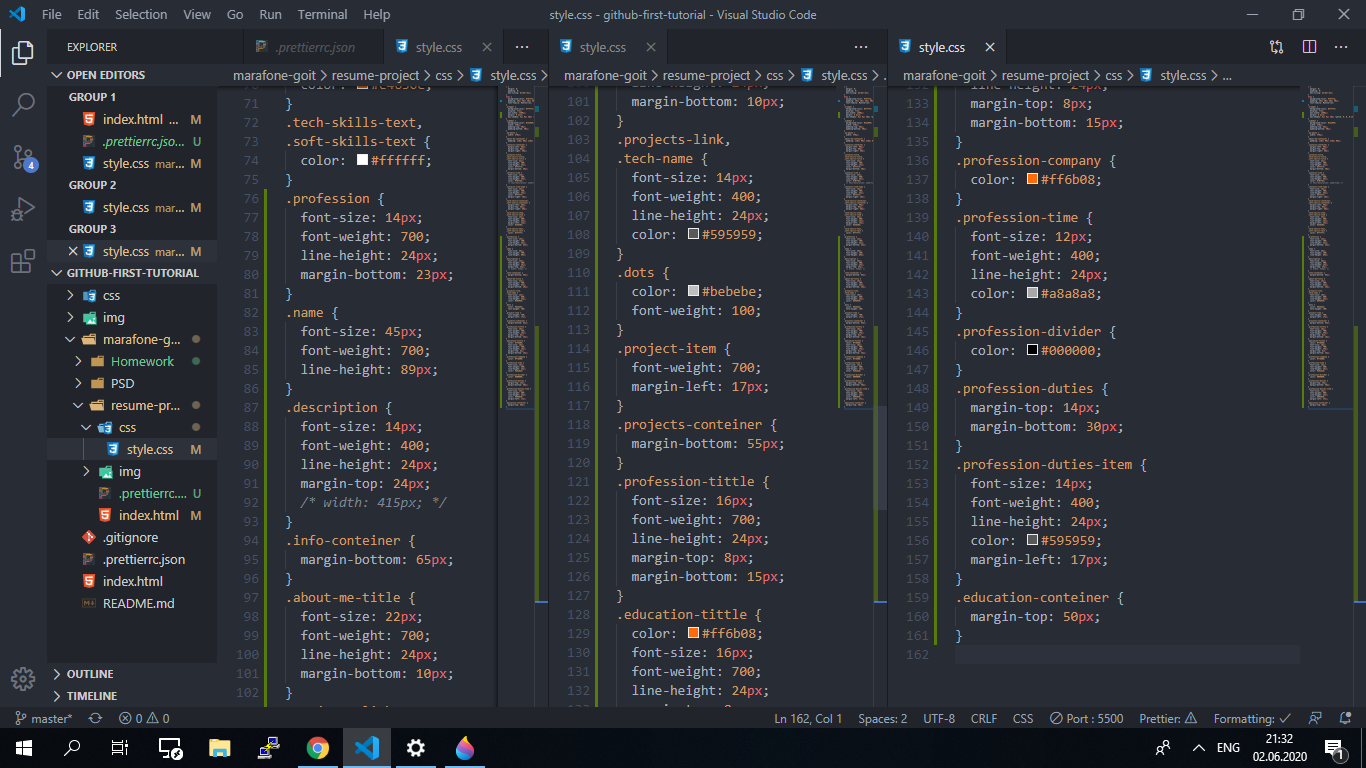 File Edit Selection View Go Run Terminal Help
style.css - github-first-tutorial - Visual Studio Code
EXPLORER
OPEN EDITORS
GROUP 1
index.html ... M
.prettierrc.jso... U
style.css mar... M
GROUP 2
style.css mar... M
GROUP 3
style.css mar... M
GITHUB-FIRST-TUTORIAL
css
img
marafone-g...
Homework
PSD
resume-pr...
css
style.css M
img
.prettierrc.... U
index.html M
.gitignore
.prettierrc.json
index.html
README.md
OUTLINE
TIMELINE
4
.prettierrc.json
style.css
marafone-goit > resume-project > css > style.css >
71 }
72 .tech-skills-text,
73 .soft-skills-text {
74 color: #ffffff;
75 }
76 .profession {
77 font-size: 14px;
78 font-weight: 700;
79 line-height: 24px;
80 margin-bottom: 23px;
81 }
82 .name {
83 font-size: 45px;
84 font-weight: 700;
85 line-height: 89px;
86 }
87 .description {
88 font-size: 14px;
89 font-weight: 400;
90 line-height: 24px;
91 margin-top: 24px;
92 /* width: 415px; */
93 }
94 .info-conteiner {
95 margin-bottom: 65px;
96 }
97 .about-me-title {
98 font-size: 22px;
99 font-weight: 700;
100 line-height: 24px;
101 margin-bottom: 10px;
102 }
style.css
marafone-goit > resume-project > css > style.css > ...
101 margin-bottom: 10px;
102 }
103 .projects-link,
104 .tech-name {
105 font-size: 14px;
106 font-weight: 400;
107 line-height: 24px;
108 color: #595959;
109 }
110 .dots {
111 color: #bebebe;
112 font-weight: 100;
113 }
114 .project-item {
115 font-weight: 700;
116 margin-left: 17px;
117 }
118 .projects-conteiner {
119 margin-bottom: 55px;
120 }
121 .profession-tittle {
122 font-size: 16px;
123 font-weight: 700;
124 line-height: 24px;
125 margin-top: 8px;
126 margin-bottom: 15px;
127 }
128 .education-tittle {
129 color: #ff6b08;
130 font-size: 16px;
131 font-weight: 700;
132 line-height: 24px;
style.css
marafone-goit > resume-project > css > style.css > ...
132 line-height: 24px;
133 margin-top: 8px;
134 margin-bottom: 15px;
135 }
136 .profession-company {
137 color: #ff6b08;
138 }
139 .profession-time {
140 font-size: 12px;
141 font-weight: 400;
142 line-height: 24px;
143 color: #a8a8a8;
144 }
145 .profession-divider {
146 color: #000000;
147 }
148 .profession-duties {
149 margin-top: 14px;
150 margin-bottom: 30px;
151 }
152 .profession-duties-item {
153 font-size: 14px;
154 font-weight: 400;
155 line-height: 24px;
156 color: #595959;
157 margin-left: 17px;
158 }
159 .education-conteiner {
160 margin-top: 50px;
161 }
162
master* 0 0
Ln 162, Col 1 Spaces: 2 UTF-8 CRLF CSS Port : 5500 Prettier: Formatting:
ENG
21:32
02.06.2020
1